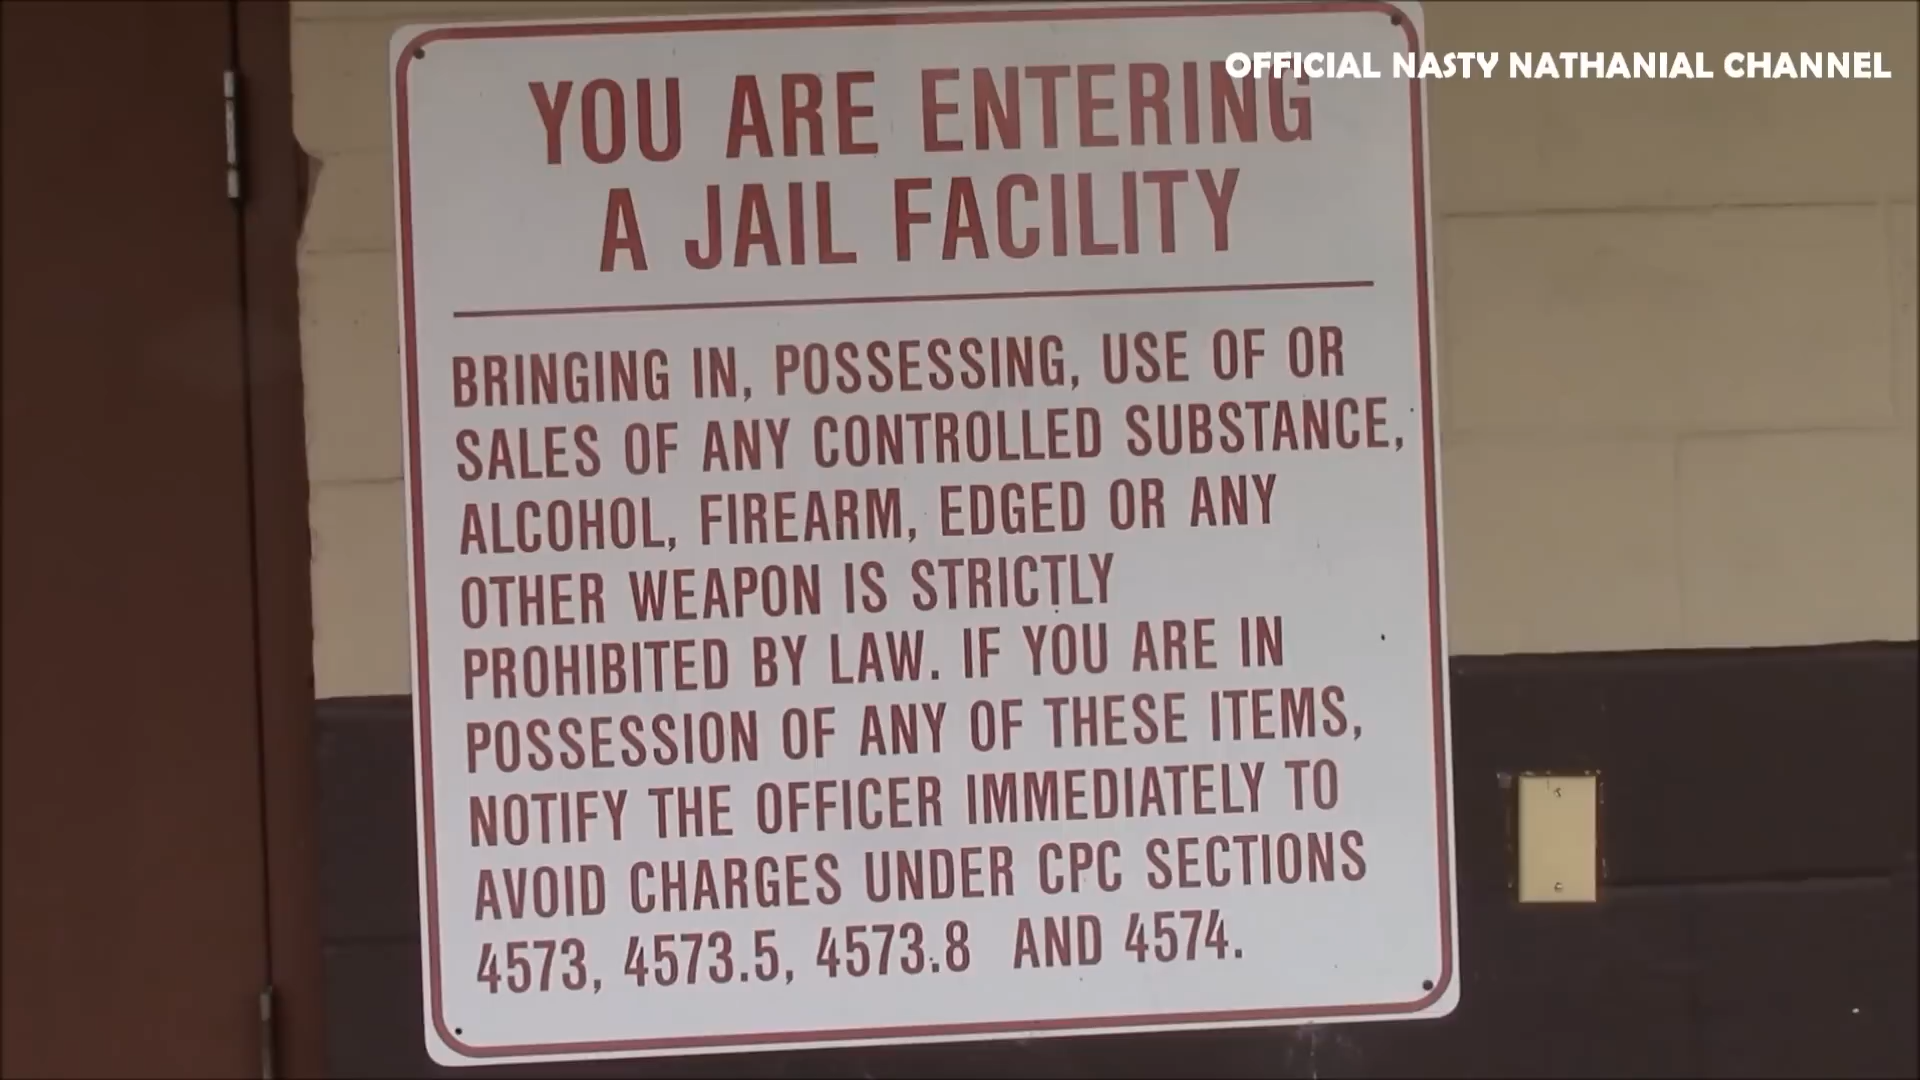 OFFICIAL NASTY NATHANIAL CHANNEL
YOU ARE ENTERING
A JAIL FACILITY
BRINGING IN, POSSESSING, USE OF OR
SALES OF ANY CONTROLLED SUBSTANCE,
ALCOHOL, FIREARM, EDGED OR ANY
OTHER WEAPON IS STRICTLY
PROHIBITED BY LAW. IF YOU ARE IN
POSSESSION OF ANY OF THESE ITEMS,
NOTIFY THE OFFICER IMMEDIATELY TO
AVOID CHARGES UNDER CPC SECTIONS
4573, 4573.5, 4573.8 AND 4574.